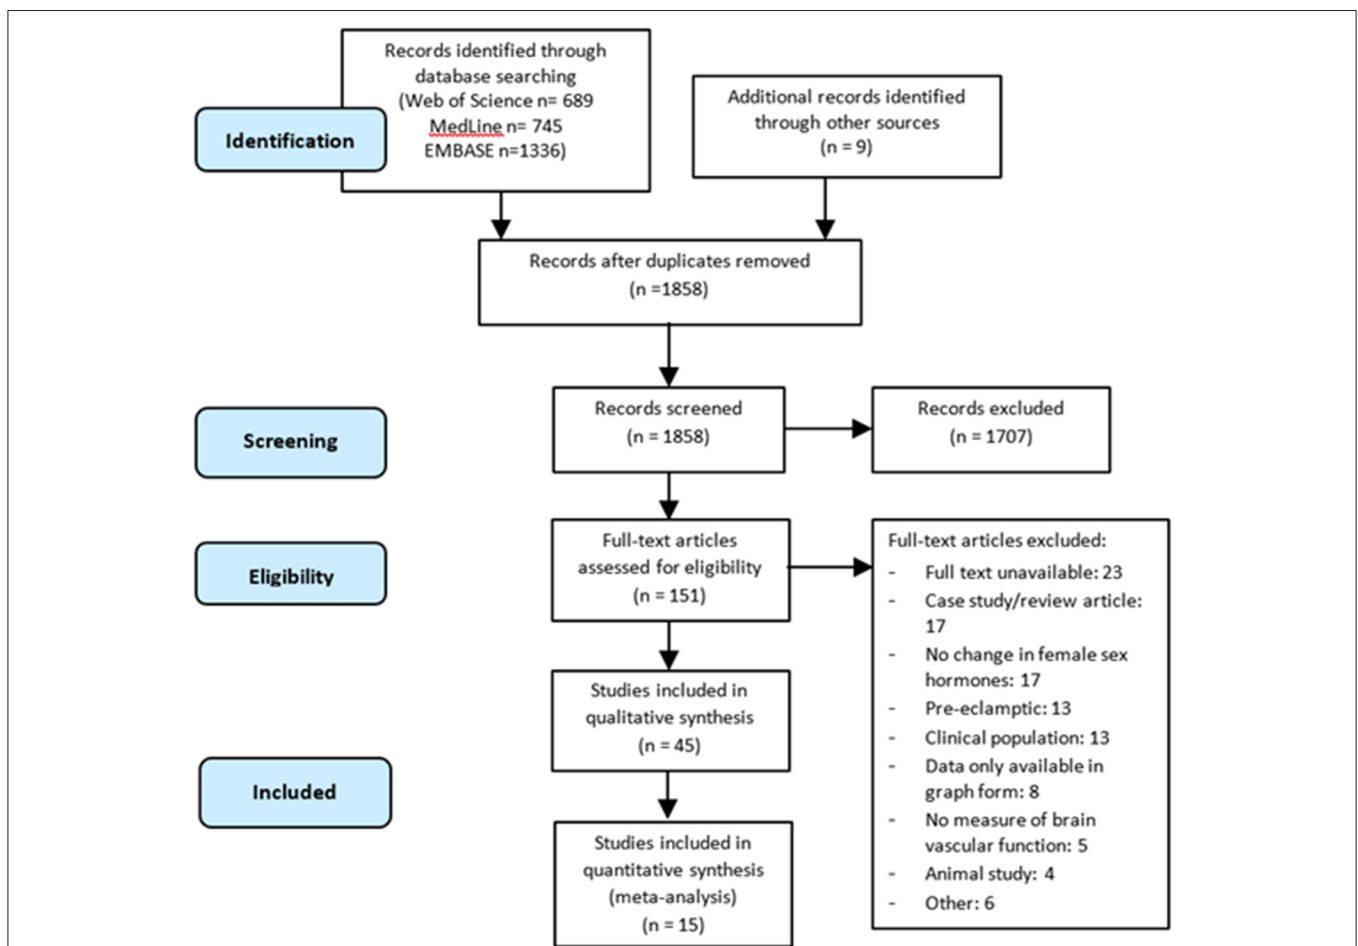 Records identified through
database searching
(Web of Science n= 689
MedLine n= 745
EMBASE n=1336)
Additional records identified
through other sources
(n = 9)
Identification
Records after duplicates removed
(n =1858)
Screening
Records screened
(n = 1858)
Records excluded
(n = 1707)
Eligibility
Full-text articles
assessed for eligibility
(n = 151)
Full-text articles excluded:
- Full text unavailable: 23
- Case study/review article:
17
- No change in female sex
hormones: 17
- Pre-eclamptic: 13
- Clinical population: 13
- Data only available in
graph form: 8
- No measure of brain
vascular function: 5
- Animal study: 4
- Other: 6
Studies included in
qualitative synthesis
(n = 45)
Included
Studies included in
quantitative synthesis
(meta-analysis)
(n = 15)